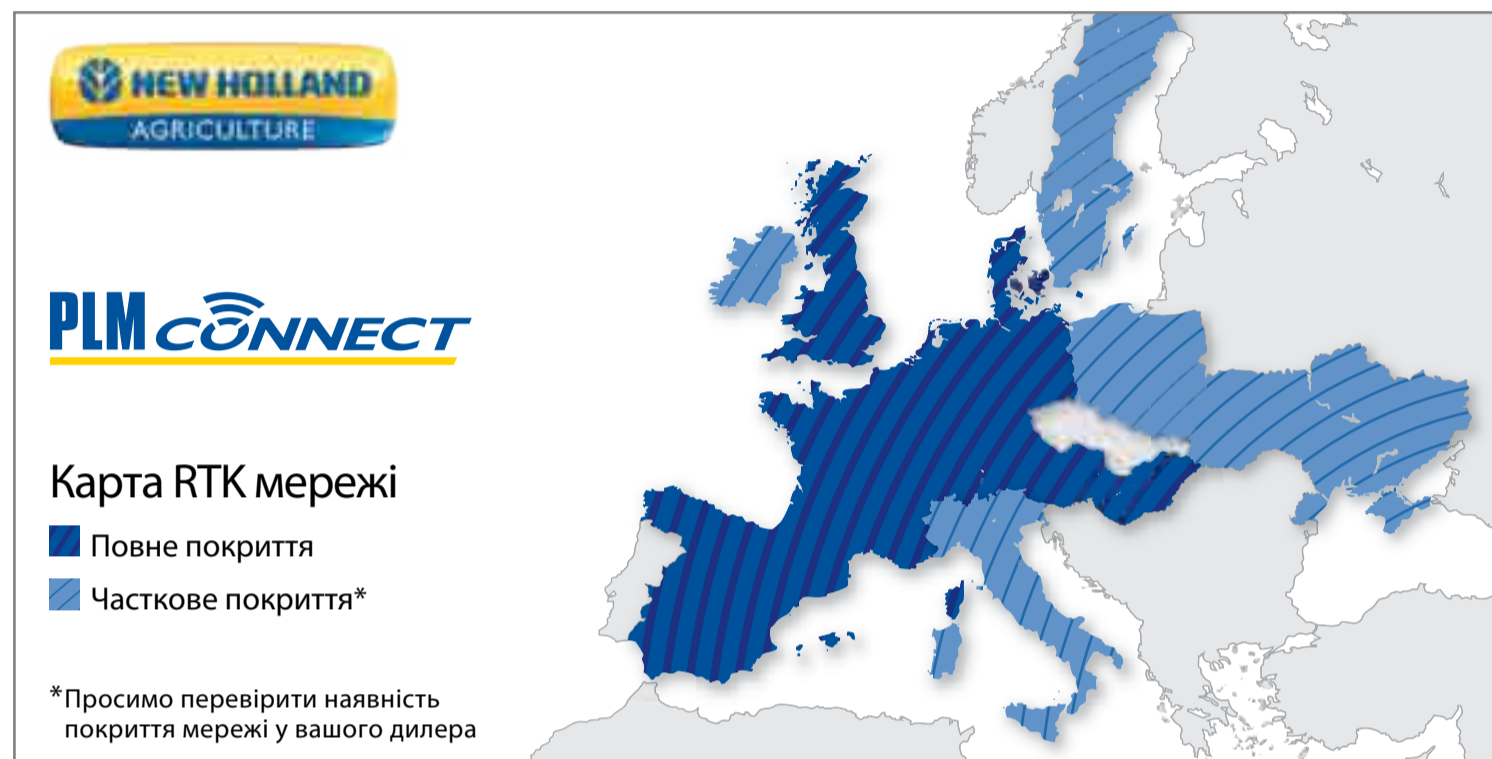 NEW HOLLAND
AGRICULTURE
PLM CONNECT
Карта RTK мережі
Повне покриття
Часткове покриття*
*Просимо перевірити наявність
покриття мережі у вашого дилера